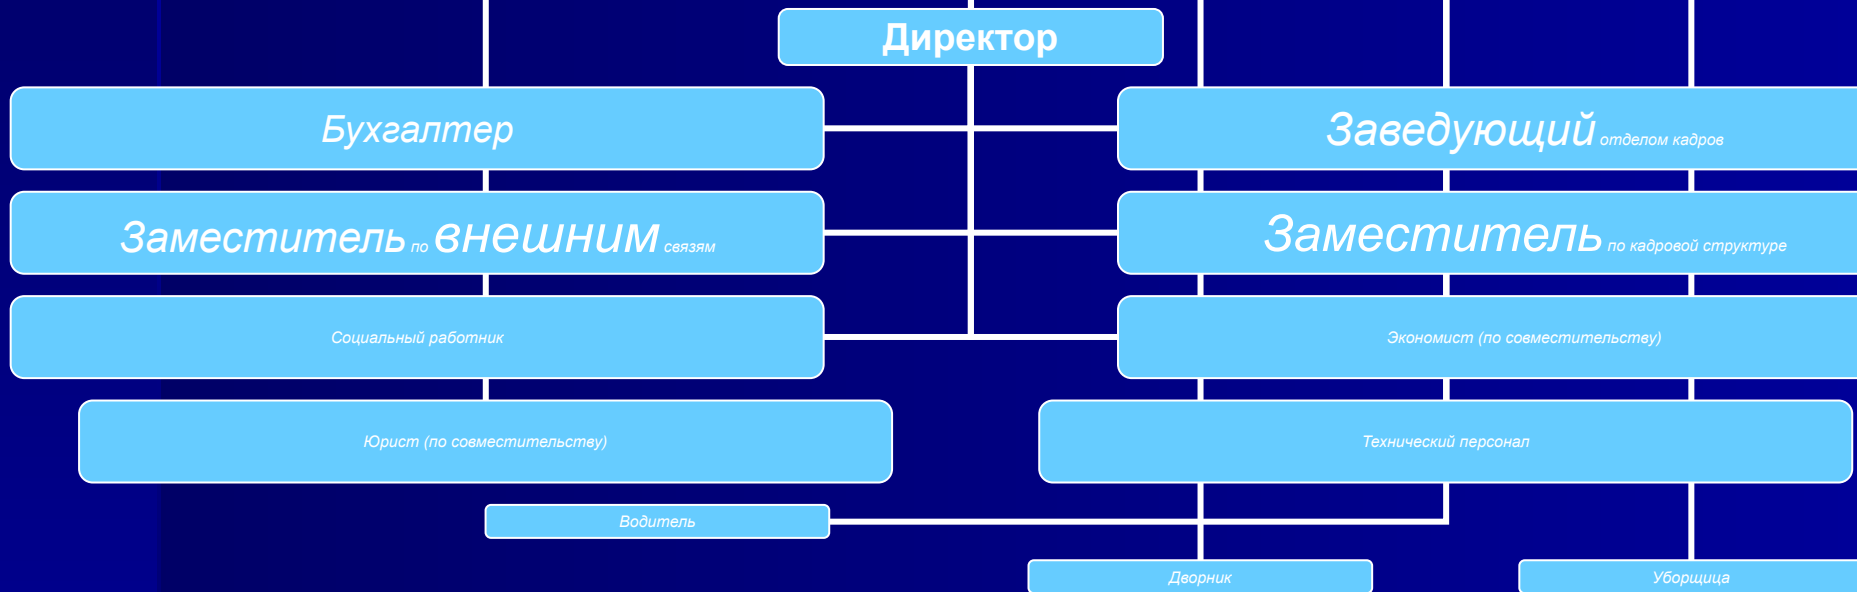 Директор
Бухгалтер
Заведующий отделом кадров
Заместитель по внешним связям
Заместитель по кадровой структуре
Социальный работник
Экономист (по совместительству)
Юрист (по совместительству)
Технический персонал
Водитель
Дворник
Уборщица